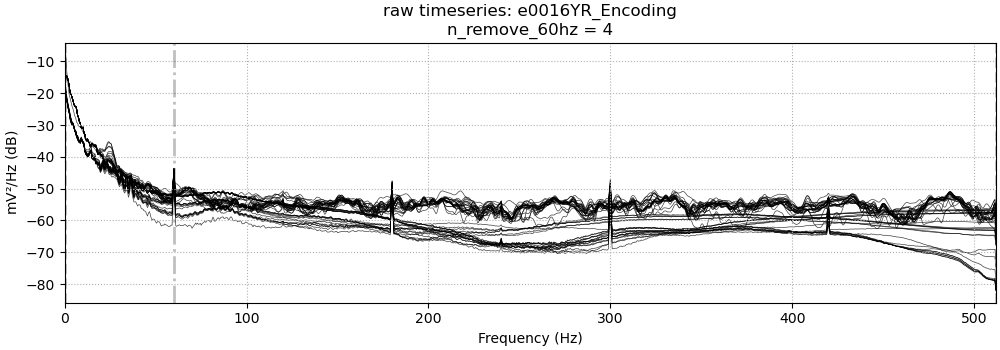 raw timeseries: e0016YR_Encoding
n_remove_60hz = 4
mV²/Hz (dB)
−10
−20
−30
−40
−50
−60
−70
−80
0 100 200 300 400 500
Frequency (Hz)